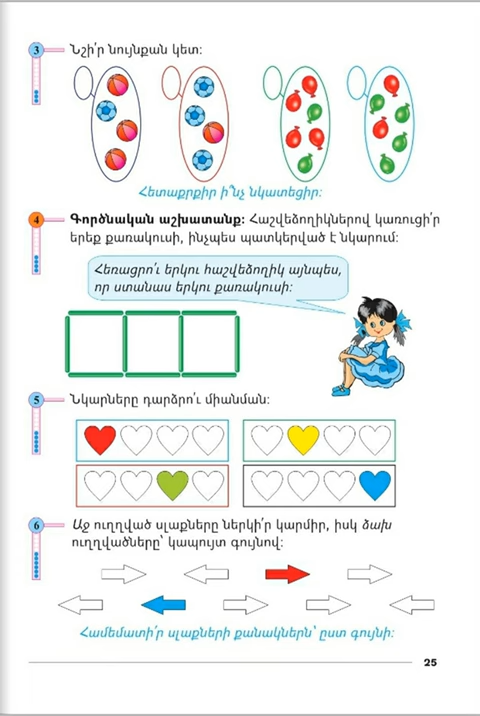 3 Նշի՛ր նույնքան կետ։
Հետաքրքիր ի՞նչ նկատեցիր։
4 Գործնական աշխատանք։ Հաշվեձողիկներով կառուցի՛ր
երեք քառակուսի, ինչպես պատկերված է նկարում։
Հեռացրո՛ւ երկու հաշվեձողիկ այնպես,
որ ստանաս երկու քառակուսի։
5 Նկարները դարձրո՛ւ միանման։
6 Աջ ուղղված սլաքները ներկի՛ր կարմիր, իսկ ձախ
ուղղվածները՝ կապույտ գույնով։
Համեմատի՛ր սլաքների քանակներն՝ ըստ գույնի։
25